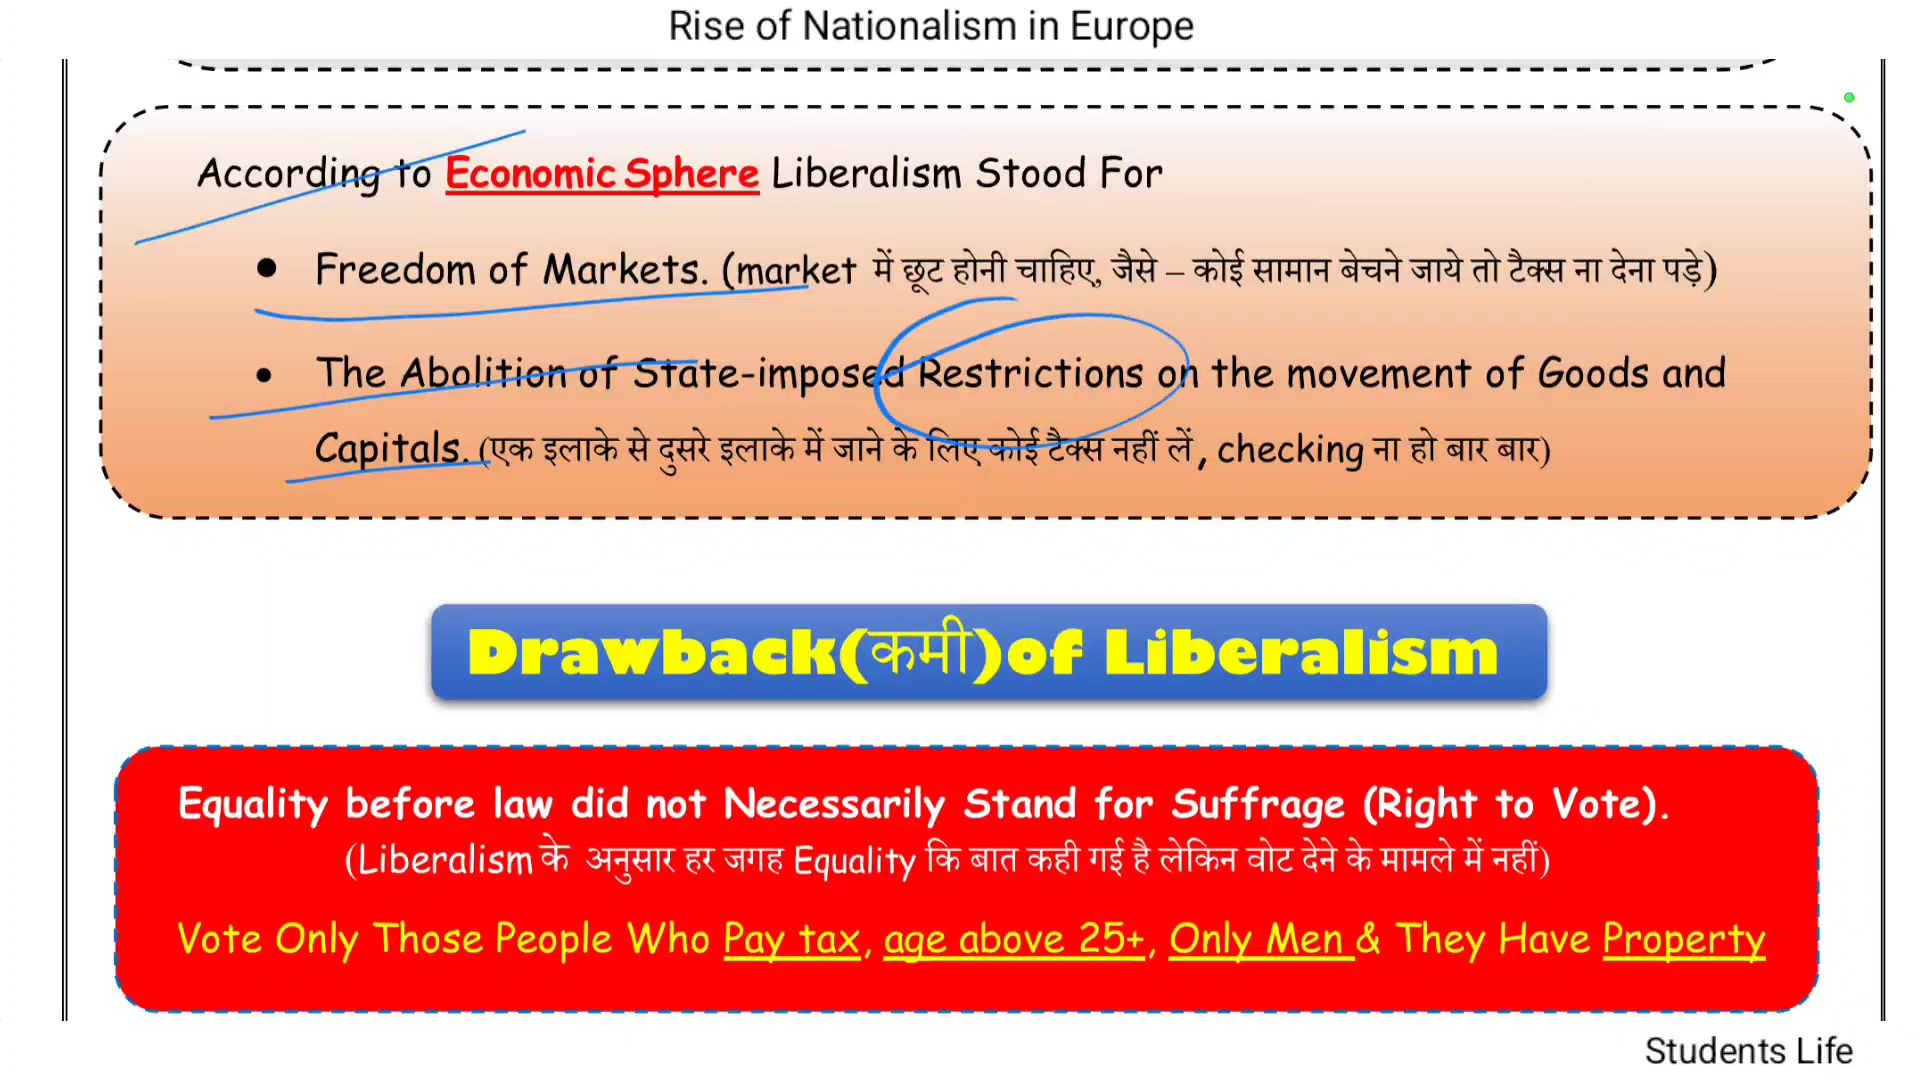 Rise of Nationalism in Europe
According to Economic Sphere Liberalism Stood For
• Freedom of Markets. (market में छूट होनी चाहिए, जैसे – कोई सामान बेचने जाये तो टैक्स ना देना पड़े)
• The Abolition of State-imposed Restrictions on the movement of Goods and
Capitals. (एक इलाके से दुसरे इलाके में जाने के लिए कोई टैक्स नहीं लें, checking ना हो बार बार)
Drawback(कमी)of Liberalism
Equality before law did not Necessarily Stand for Suffrage (Right to Vote).
(Liberalism के अनुसार हर जगह Equality कि बात कही गई है लेकिन वोट देने के मामले में नहीं)
Vote Only Those People Who Pay tax, age above 25+, Only Men & They Have Property
Students Life